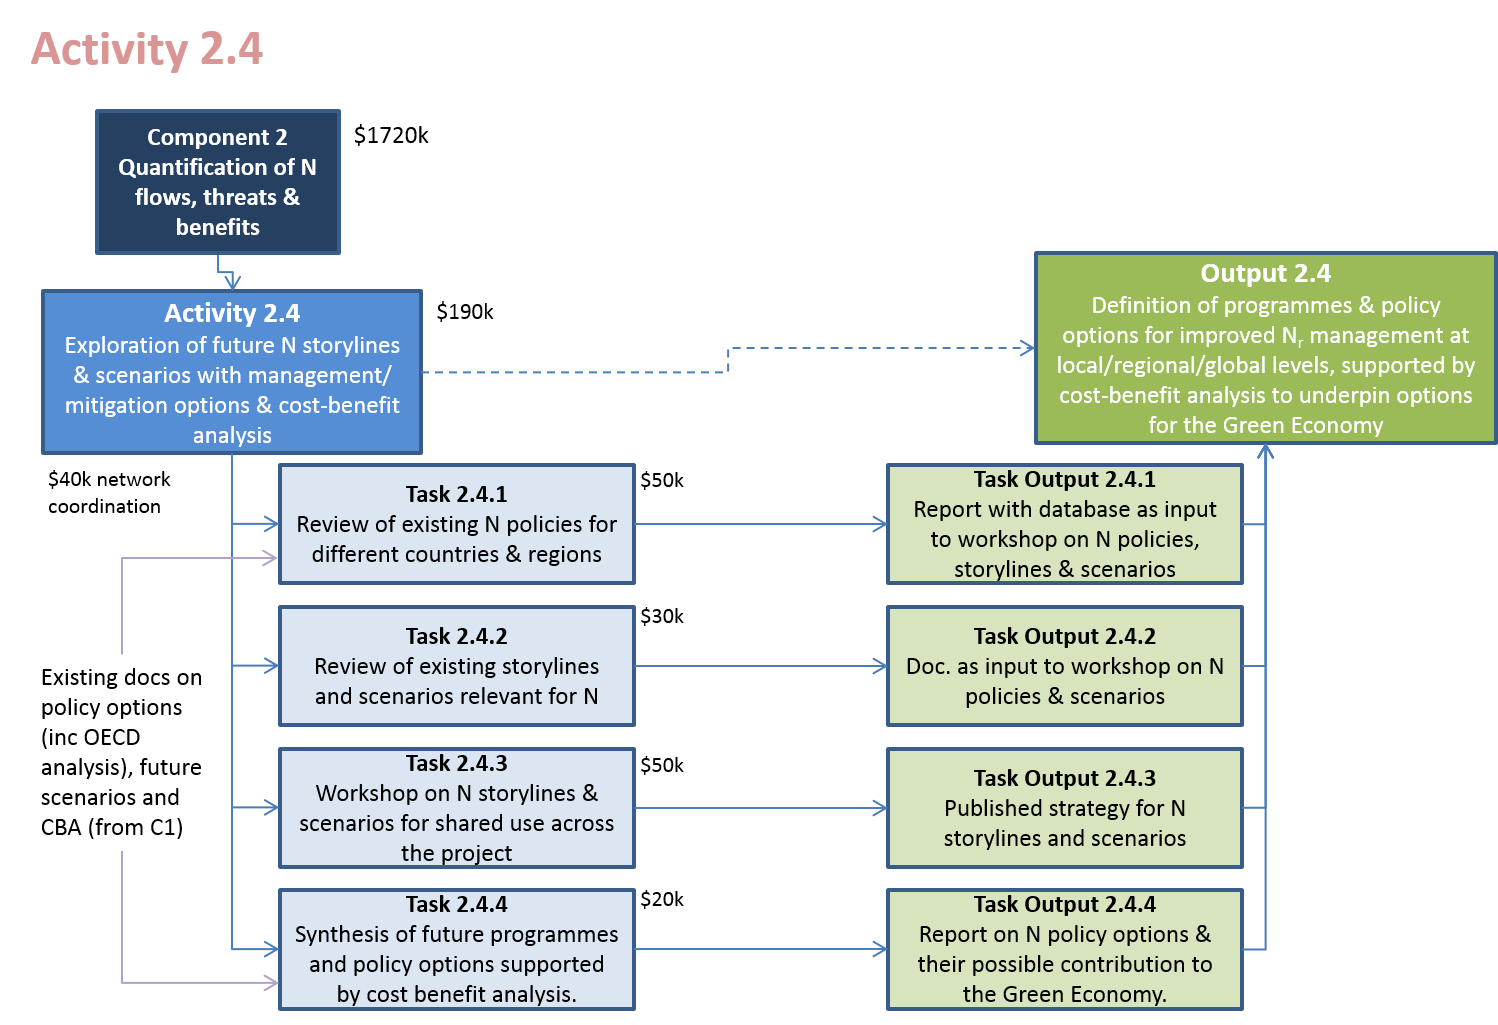 Activity 2.4
Component 2
Quantification of N
flows, threats &
benefits
$1720k
Activity 2.4
Exploration of future N storylines
& scenarios with management/
mitigation options & cost-benefit
analysis
$190k
Output 2.4
Definition of programmes & policy
options for improved Nr management at
local/regional/global levels, supported by
cost-benefit analysis to underpin options
for the Green Economy
$40k network
coordination
Task 2.4.1
Review of existing N policies for
different countries & regions
$50k
Task Output 2.4.1
Report with database as input
to workshop on N policies,
storylines & scenarios
Task 2.4.2
Review of existing storylines
and scenarios relevant for N
$30k
Task Output 2.4.2
Doc. as input to workshop on N
policies & scenarios
Existing docs on
policy options
(inc OECD
analysis), future
scenarios and
CBA (from C1)
Task 2.4.3
Workshop on N storylines &
scenarios for shared use across
the project
$50k
Task Output 2.4.3
Published strategy for N
storylines and scenarios
Task 2.4.4
Synthesis of future programmes
and policy options supported
by cost benefit analysis.
$20k
Task Output 2.4.4
Report on N policy options &
their possible contribution to
the Green Economy.